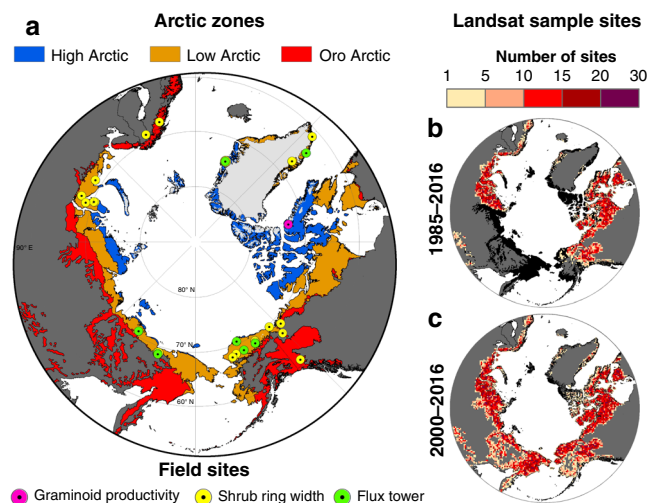 Arctic zones
Landsat sample sites
a
High Arctic
Low Arctic
Oro Arctic
Number of sites
1 5 10 15 20 30
b
1985–2016
c
2000–2016
90° E
80° N
70° N
60° N
Field sites
Graminoid productivity
Shrub ring width
Flux tower